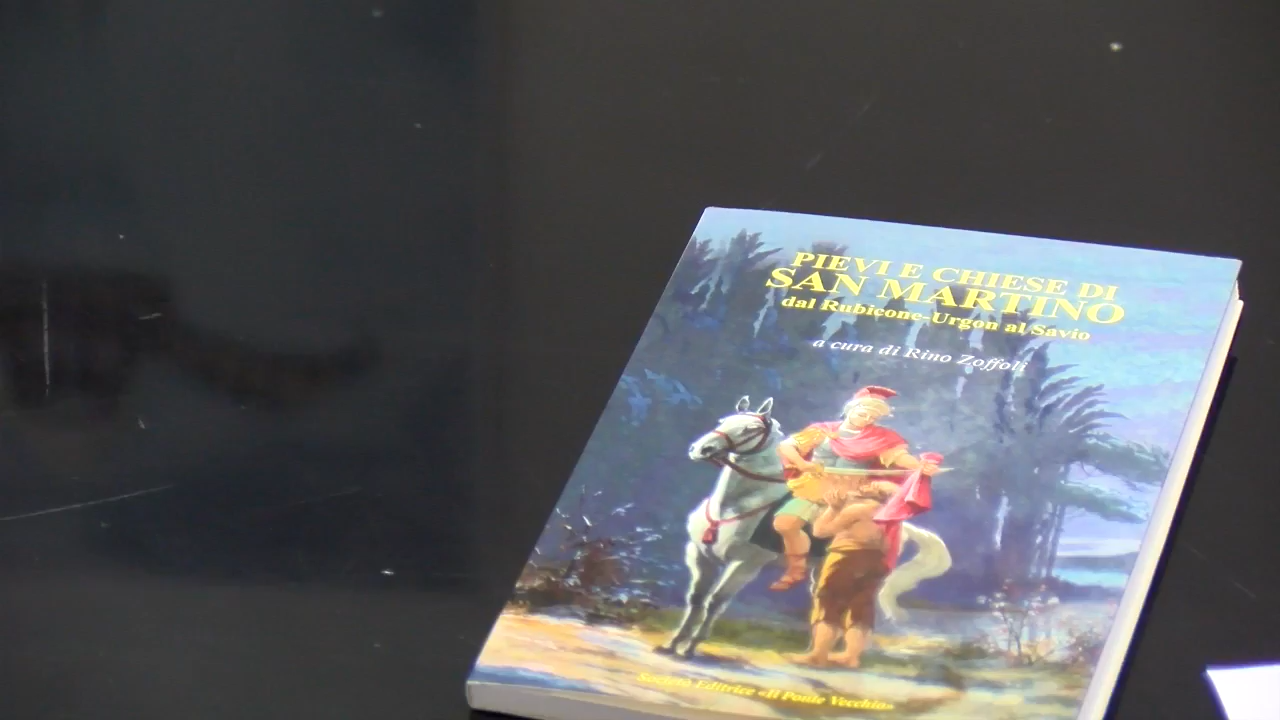 PIEVI E CHIESE DI
SAN MARTINO
dal Rubicone-Urgon al Savio
a cura di Rino Zoffoli
Società Editrice «Il Ponte Vecchio»